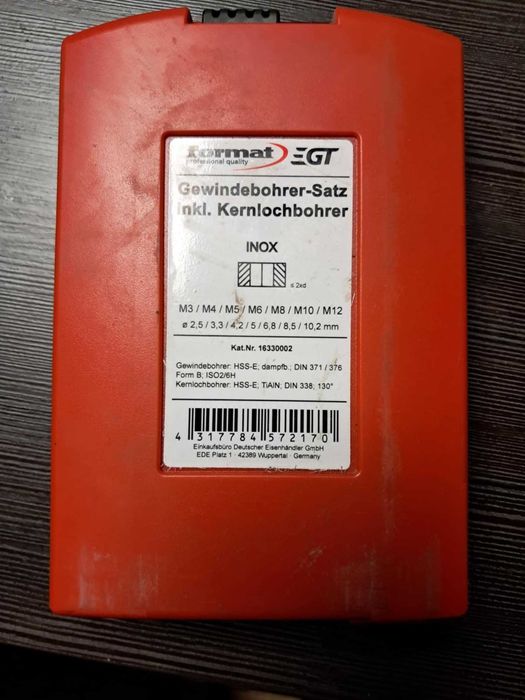 format EGT
professional quality
Gewindebohrer-Satz
inkl. Kernlochbohrer
INOX
≤ 2xd
M3 / M4 / M5 / M6 / M8 / M10 / M12
ø 2,5 / 3,3 / 4,2 / 5 / 6,8 / 8,5 / 10,2 mm
Kat.Nr. 16330002
Gewindebohrer: HSS-E; dampfb.; DIN 371 / 376
Form B; ISO2/6H
Kernlochbohrer: HSS-E; TiAlN; DIN 338; 130°
4 317784 572170
Einkaufsbüro Deutscher Eisenhändler GmbH
EDE Platz 1 · 42389 Wuppertal · Germany